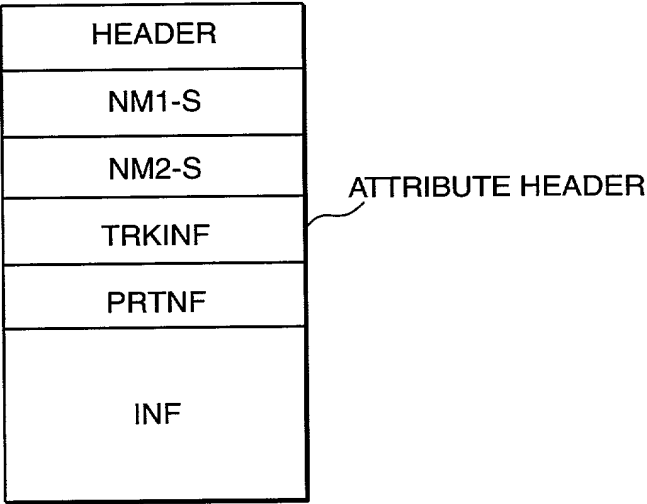 HEADER
NM1-S
NM2-S
ATTRIBUTE HEADER
TRKINF
PRTNF
INF